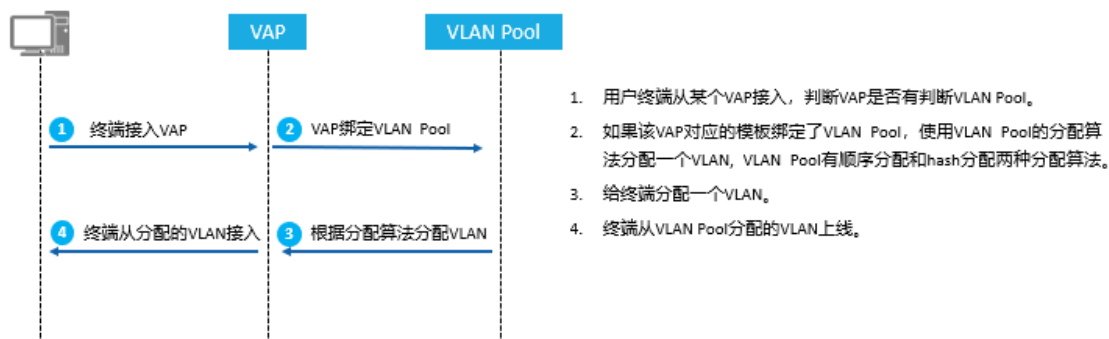 VAP
VLAN Pool
1 终端接入VAP
2 VAP绑定VLAN Pool
4 终端从分配的VLAN接入
3 根据分配算法分配VLAN
1. 用户终端从某个VAP接入，判断VAP是否有判断VLAN Pool。
2. 如果该VAP对应的模板绑定了VLAN Pool，使用VLAN Pool的分配算
法分配一个VLAN, VLAN Pool有顺序分配和hash分配两种分配算法。
3. 给终端分配一个VLAN。
4. 终端从VLAN Pool分配的VLAN上线。